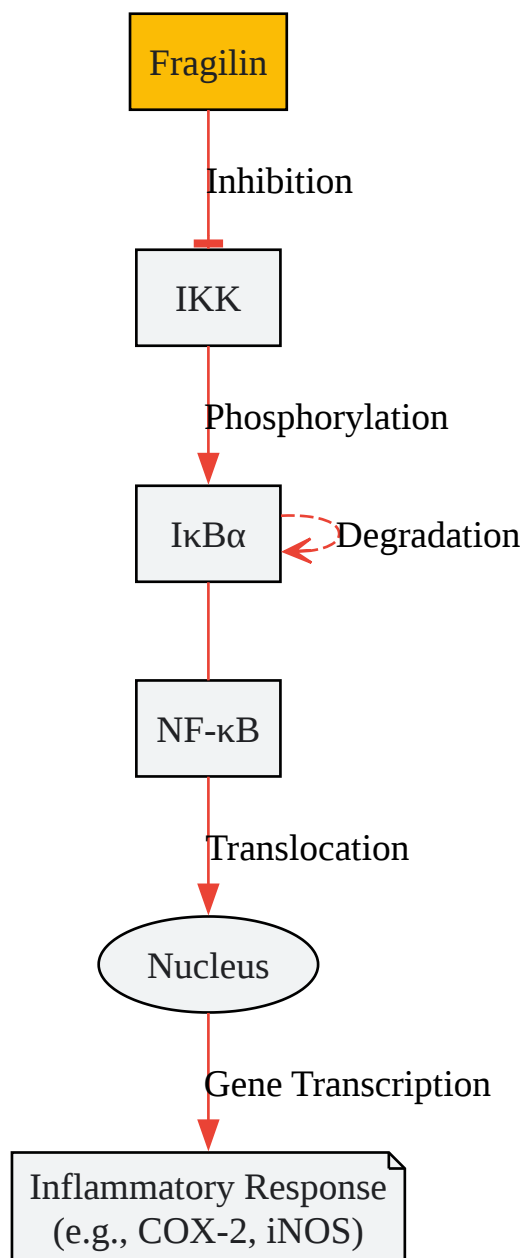 Fragilin
Inhibition
IKK
Phosphorylation
IκBα
Degradation
NF-κB
Translocation
Nucleus
Gene Transcription
Inflammatory Response
(e.g., COX-2, iNOS)